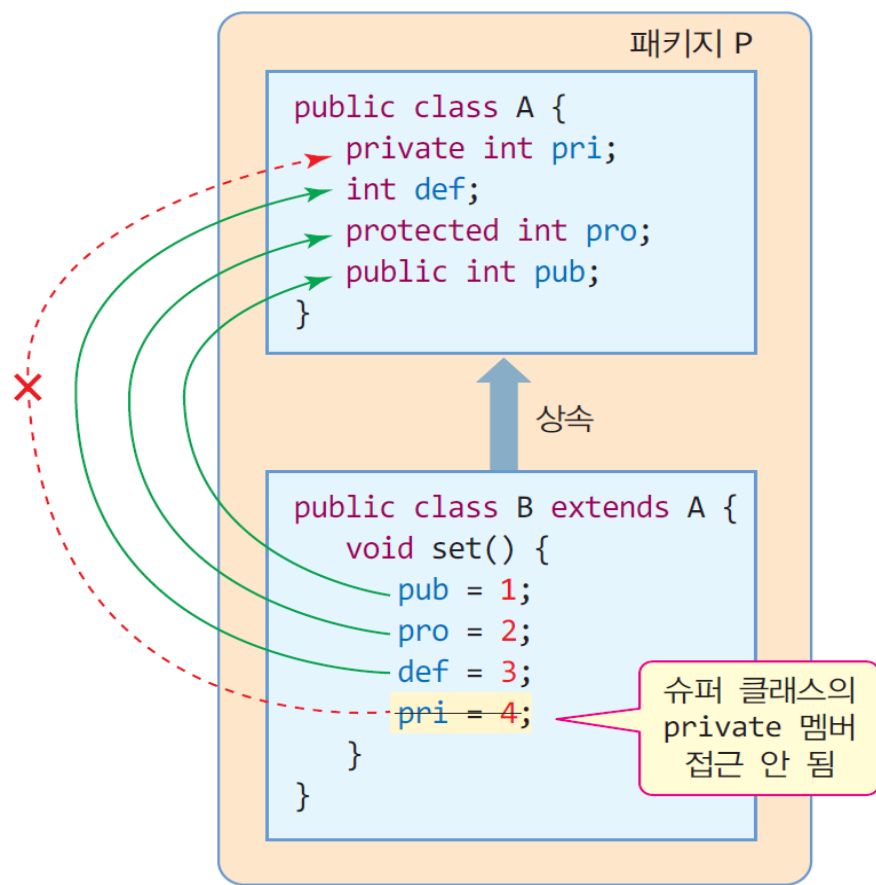 패키지 P
public class A {
private int pri;
int def;
protected int pro;
public int pub;
}
상속
public class B extends A {
void set() {
pub = 1;
pro = 2;
def = 3;
pri = 4;
}
}
슈퍼 클래스의
private 멤버
접근 안 됨